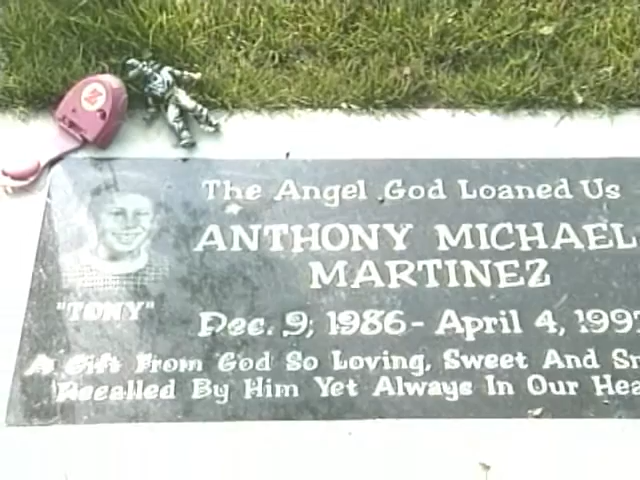 The Angel God Loaned Us
ANTHONY MICHAEL
MARTINEZ
"TONY"
Dec. 9, 1986 - April 4, 1997
A Gift From God So Loving, Sweet And
Recalled By Him Yet Always In Our